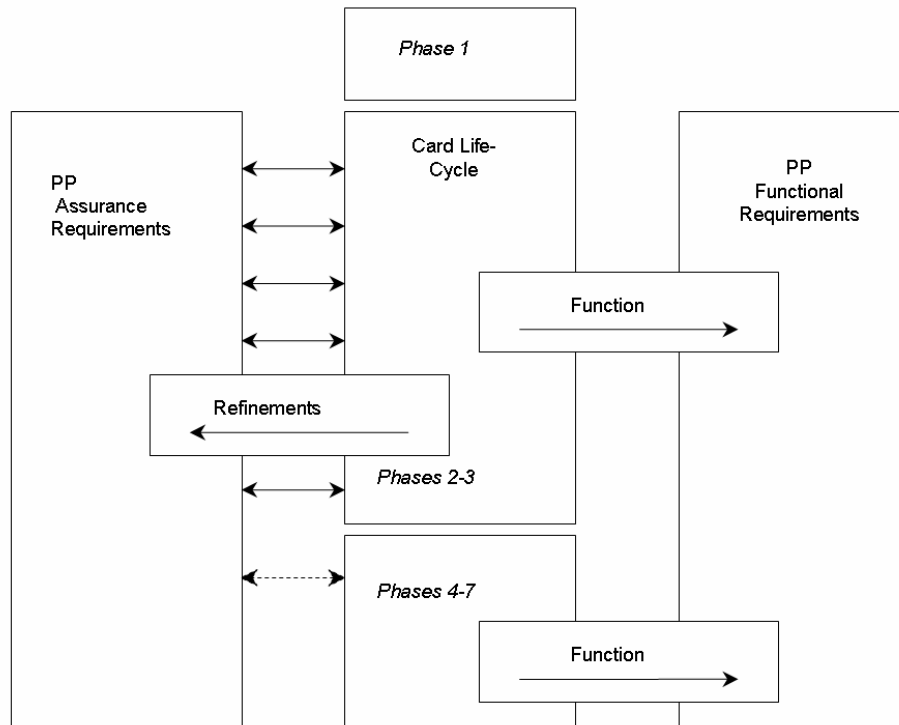 Phase 1
PP
Assurance
Requirements
Card Life-
Cycle
PP
Functional
Requirements
Function
Refinements
Phases 2-3
Phases 4-7
Function